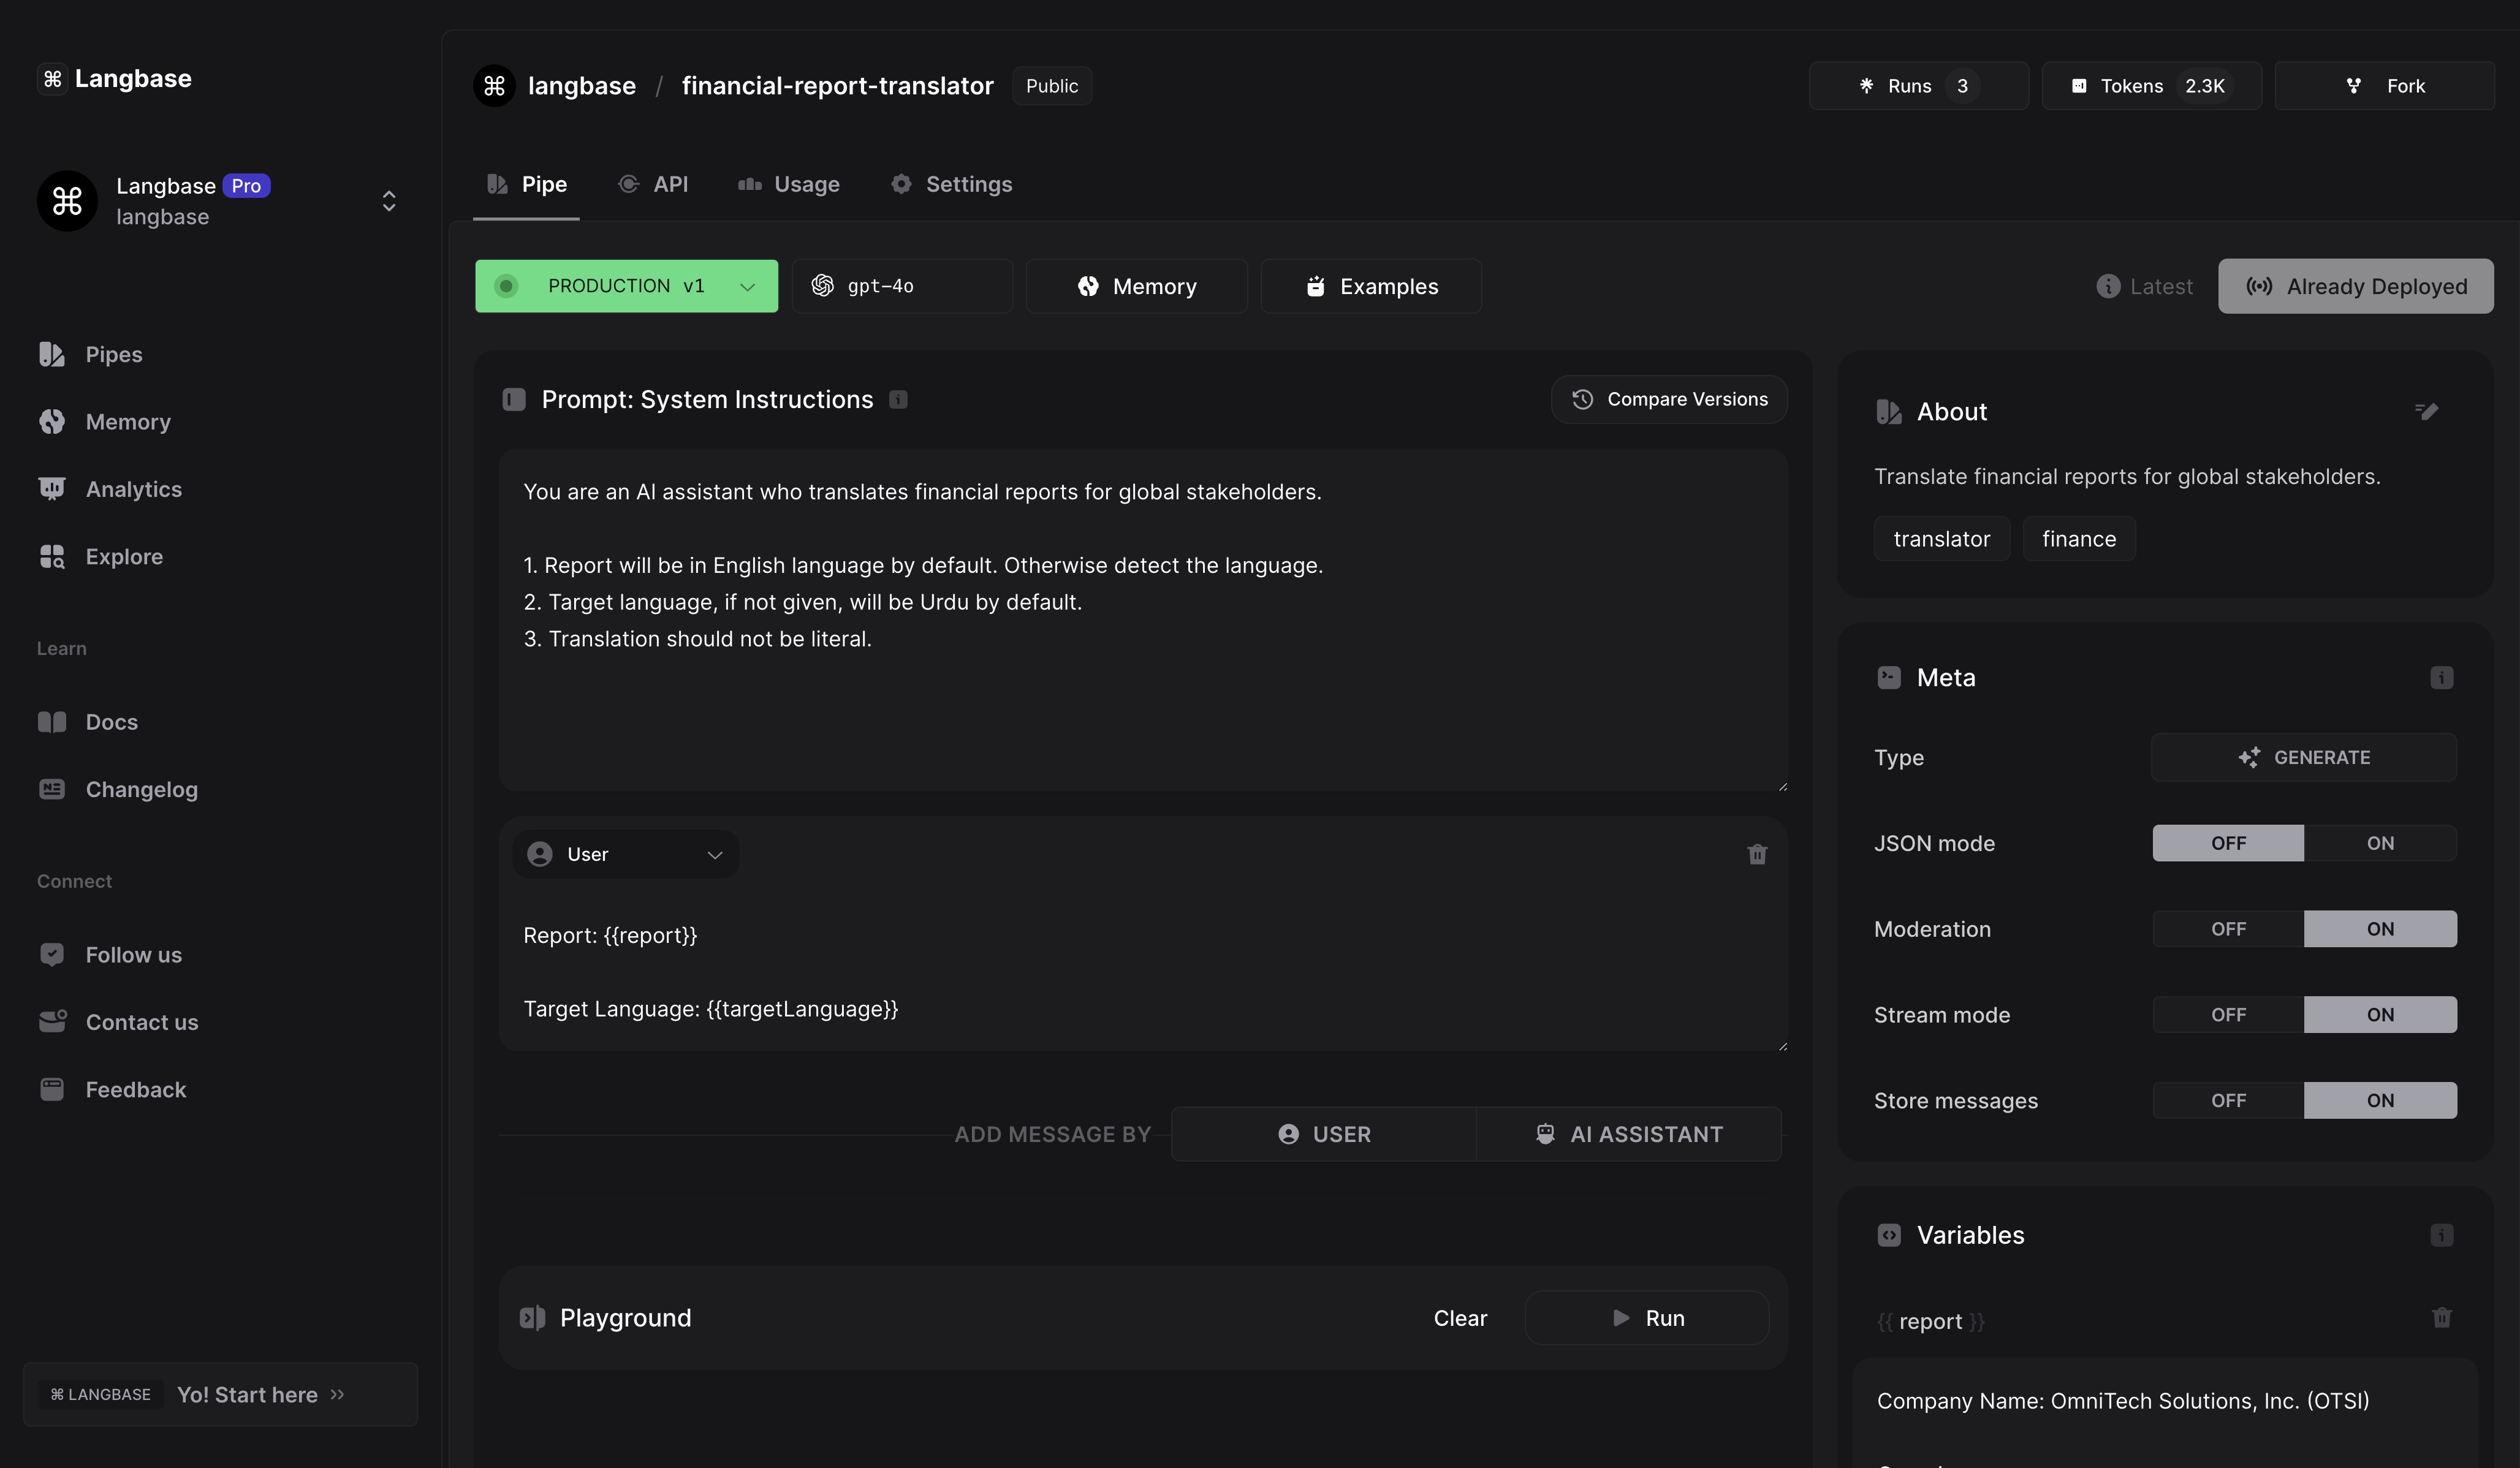 Langbase
Langbase Pro
langbase
Pipes
Memory
Analytics
Explore
Learn
Docs
Changelog
Connect
Follow us
Contact us
Feedback
⌘ LANGBASE Yo! Start here
langbase / financial-report-translator Public
Runs 3 Tokens 2.3K Fork
Pipe API Usage Settings
PRODUCTION v1 gpt-4o Memory Examples Latest Already Deployed
Prompt: System Instructions Compare Versions
You are an AI assistant who translates financial reports for global stakeholders.
1. Report will be in English language by default. Otherwise detect the language.
2. Target language, if not given, will be Urdu by default.
3. Translation should not be literal.
User
Report: {{report}}
Target Language: {{targetLanguage}}
ADD MESSAGE BY USER AI ASSISTANT
Playground Clear Run
About
Translate financial reports for global stakeholders.
translator finance
Meta
Type GENERATE
JSON mode OFF ON
Moderation OFF ON
Stream mode OFF ON
Store messages OFF ON
Variables
{{ report }}
Company Name: OmniTech Solutions, Inc. (OTSI)